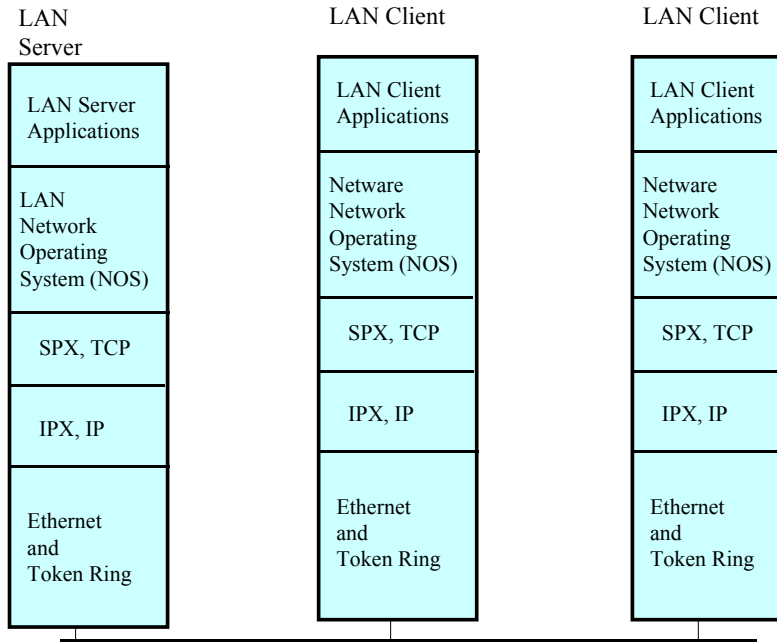 LAN
Server
LAN Server
Applications
LAN
Network
Operating
System (NOS)
SPX, TCP
IPX, IP
Ethernet
and
Token Ring
LAN Client
LAN Client
Applications
Netware
Network
Operating
System (NOS)
SPX, TCP
IPX, IP
Ethernet
and
Token Ring
LAN Client
LAN Client
Applications
Netware
Network
Operating
System (NOS)
SPX, TCP
IPX, IP
Ethernet
and
Token Ring